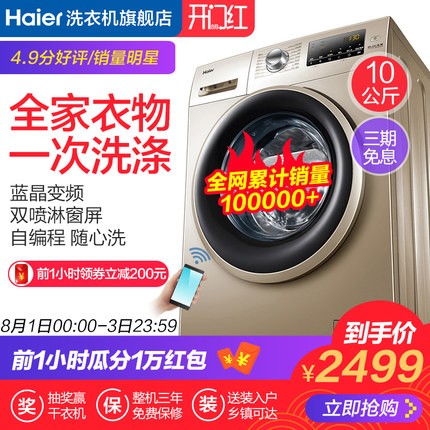 Haier 洗衣机旗舰店
开门红
4.9分好评/销量明星
全家衣物
一次洗涤
蓝晶变频
双喷淋窗屏
自编程 随心洗
Haier
10
公斤
三期
免息
全网累计销量
100000+
前1小时领券立减200元
8月1日00:00-3日23:59
前1小时瓜分1万红包
到手价
¥2499
立即抢购
奖 抽奖赢
干衣机
保 整机三年
免费保修
装 送装入户
乡镇可达